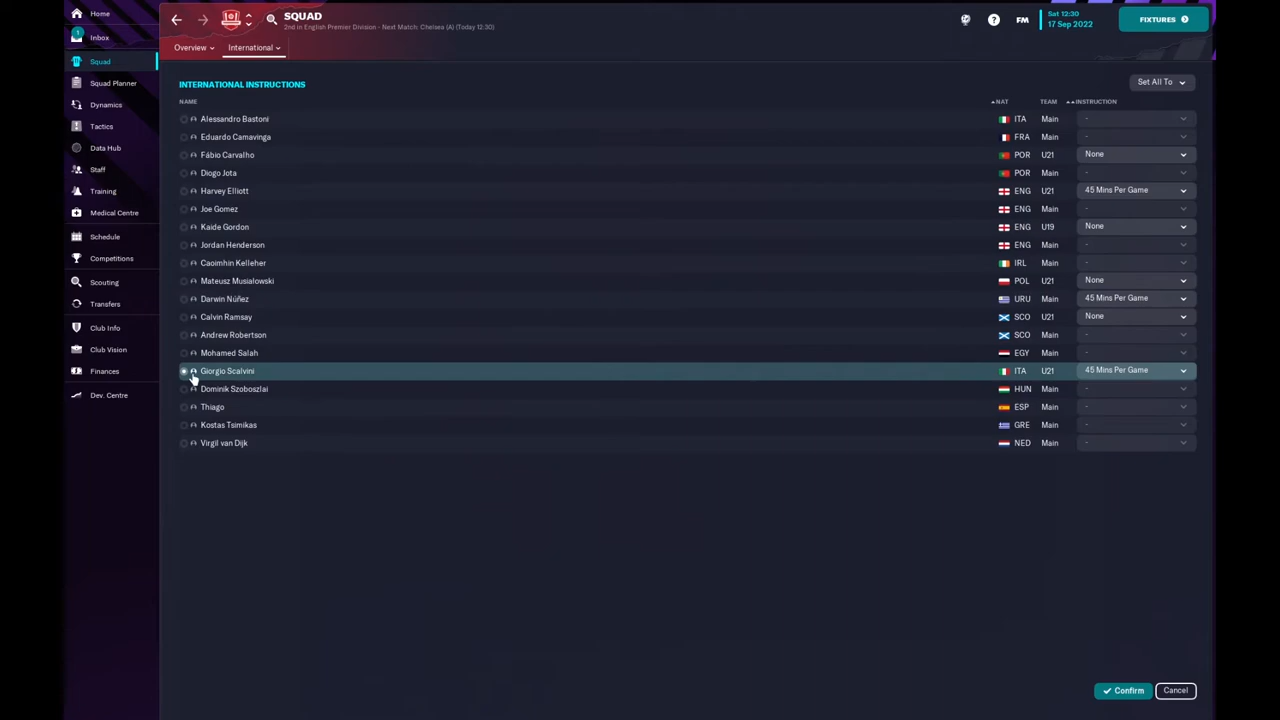 Home
1
Inbox
Squad
Squad Planner
Dynamics
Tactics
Data Hub
Staff
Training
Medical Centre
Schedule
Competitions
Scouting
Transfers
Club Info
Club Vision
Finances
Dev. Centre
SQUAD
2nd in English Premier Division - Next Match: Chelsea (A) (Today 12:30)
? FM
Sat 12:30
17 Sep 2022
FIXTURES
Overview International
INTERNATIONAL INSTRUCTIONS
Set All To
NAME NAT TEAM INSTRUCTION
Alessandro Bastoni ITA Main -
Eduardo Camavinga FRA Main -
Fábio Carvalho POR U21 None
Diogo Jota POR Main -
Harvey Elliott ENG U21 45 Mins Per Game
Joe Gomez ENG Main -
Kaide Gordon ENG U19 None
Jordan Henderson ENG Main -
Caoimhin Kelleher IRL Main -
Mateusz Musialowski POL U21 None
Darwin Núñez URU Main 45 Mins Per Game
Calvin Ramsay SCO U21 None
Andrew Robertson SCO Main -
Mohamed Salah EGY Main -
Giorgio Scalvini ITA U21 45 Mins Per Game
Dominik Szoboszlai HUN Main -
Thiago ESP Main -
Kostas Tsimikas GRE Main -
Virgil van Dijk NED Main -
Confirm Cancel